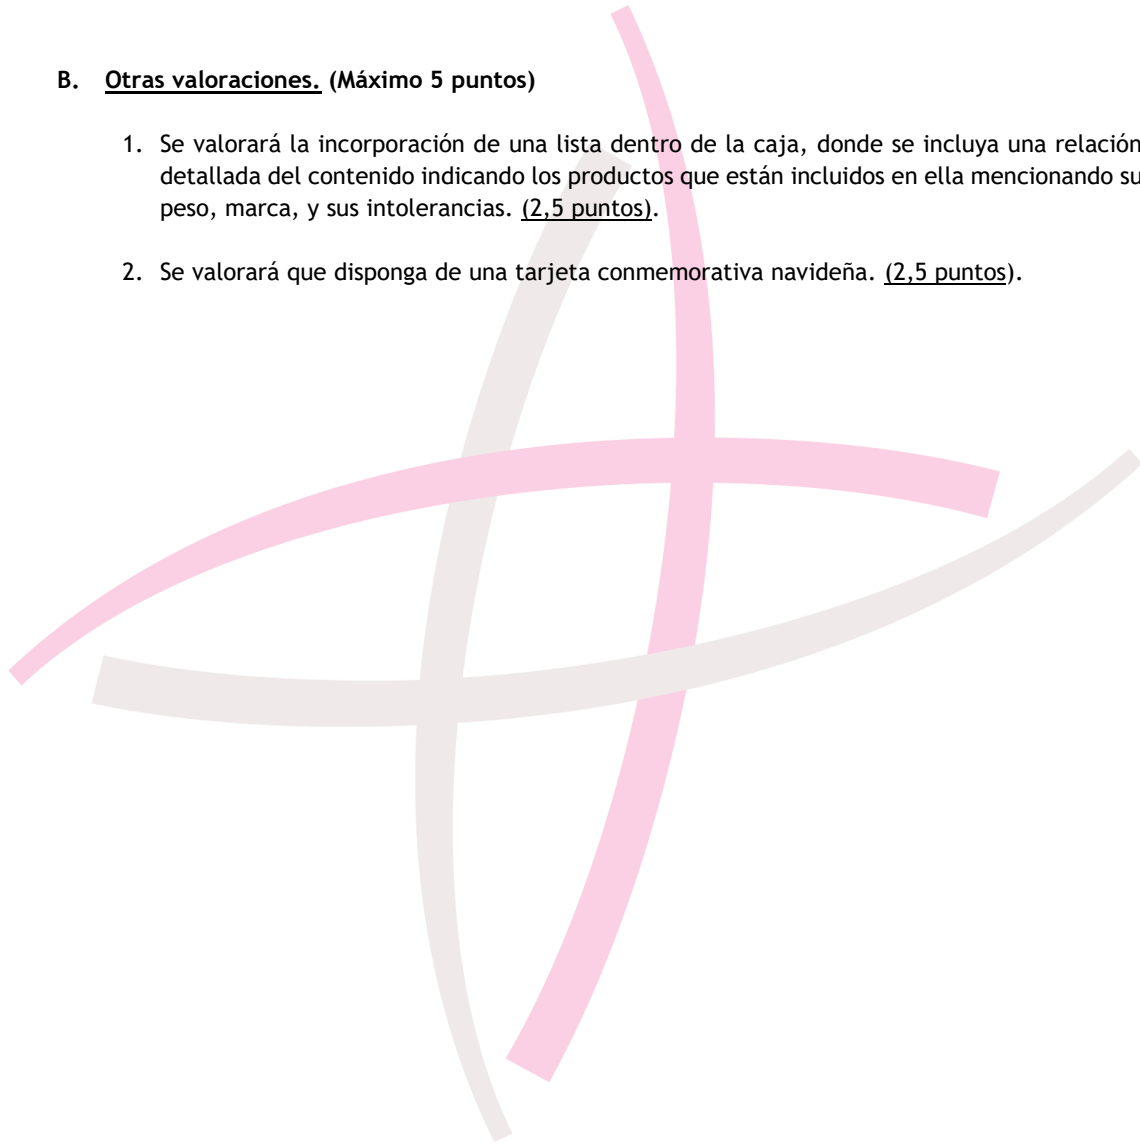 B. Otras valoraciones. (Máximo 5 puntos)
1. Se valorará la incorporación de una lista dentro de la caja, donde se incluya una relación
detallada del contenido indicando los productos que están incluidos en ella mencionando su
peso, marca, y sus intolerancias. (2,5 puntos).
2. Se valorará que disponga de una tarjeta conmemorativa navideña. (2,5 puntos).